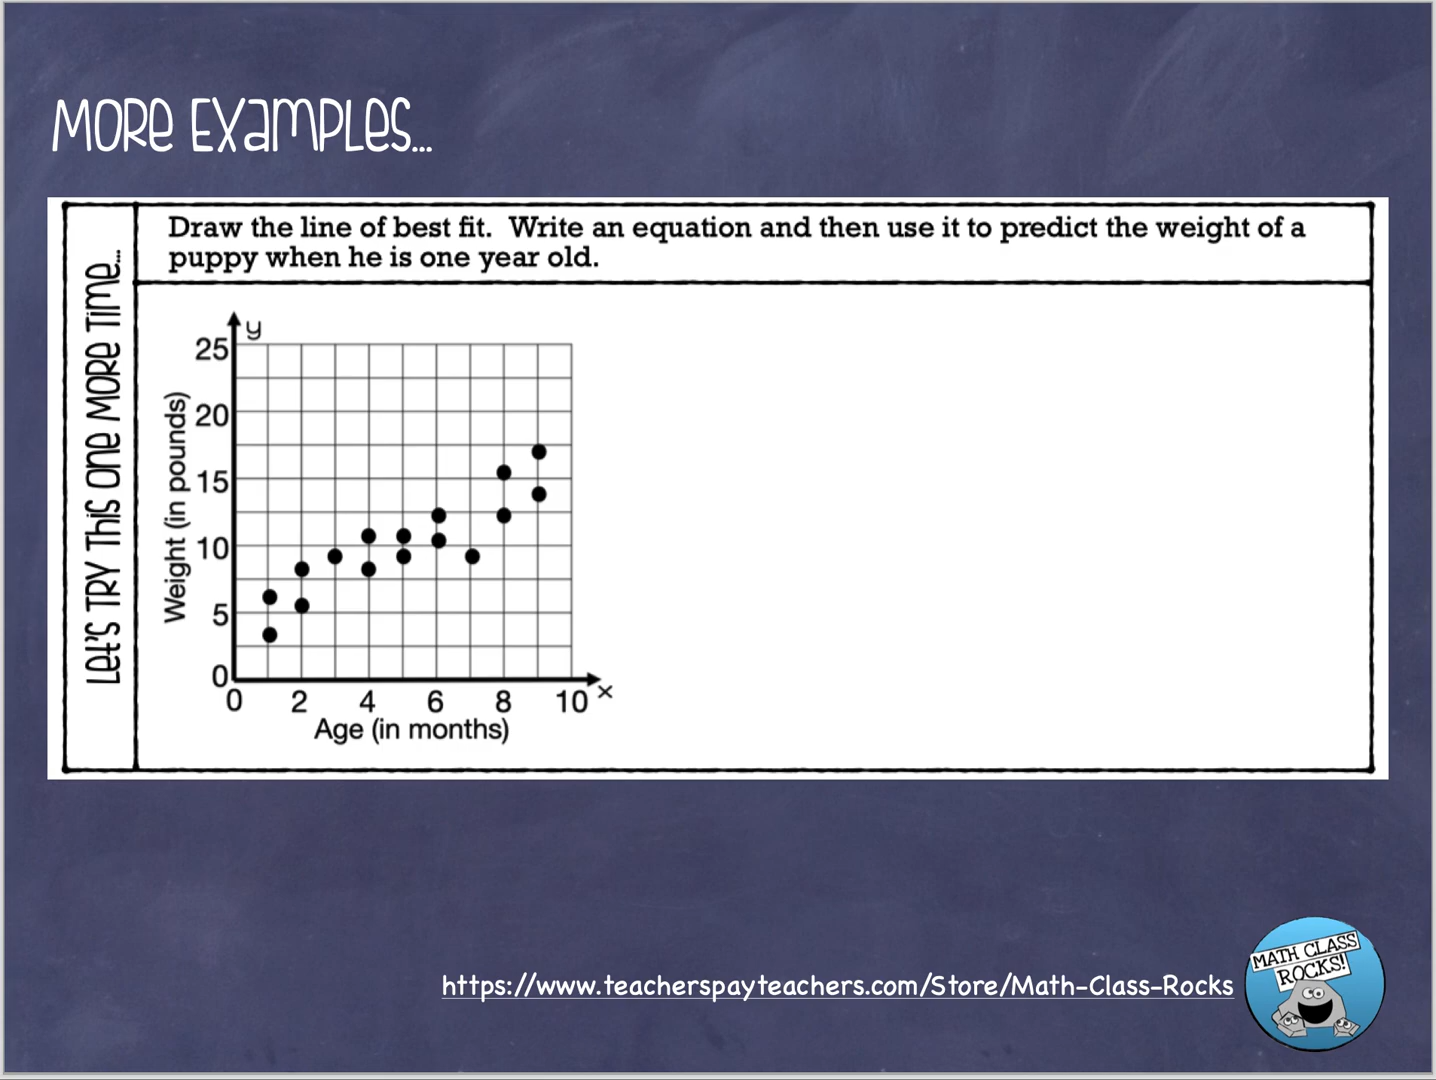 More Examples...
Let's try this one more time...
Draw the line of best fit. Write an equation and then use it to predict the weight of a
puppy when he is one year old.
y
25
20
15
10
5
0
Weight (in pounds)
0 2 4 6 8 10 x
Age (in months)
https://www.teacherspayteachers.com/Store/Math-Class-Rocks
MATH CLASS
ROCKS!